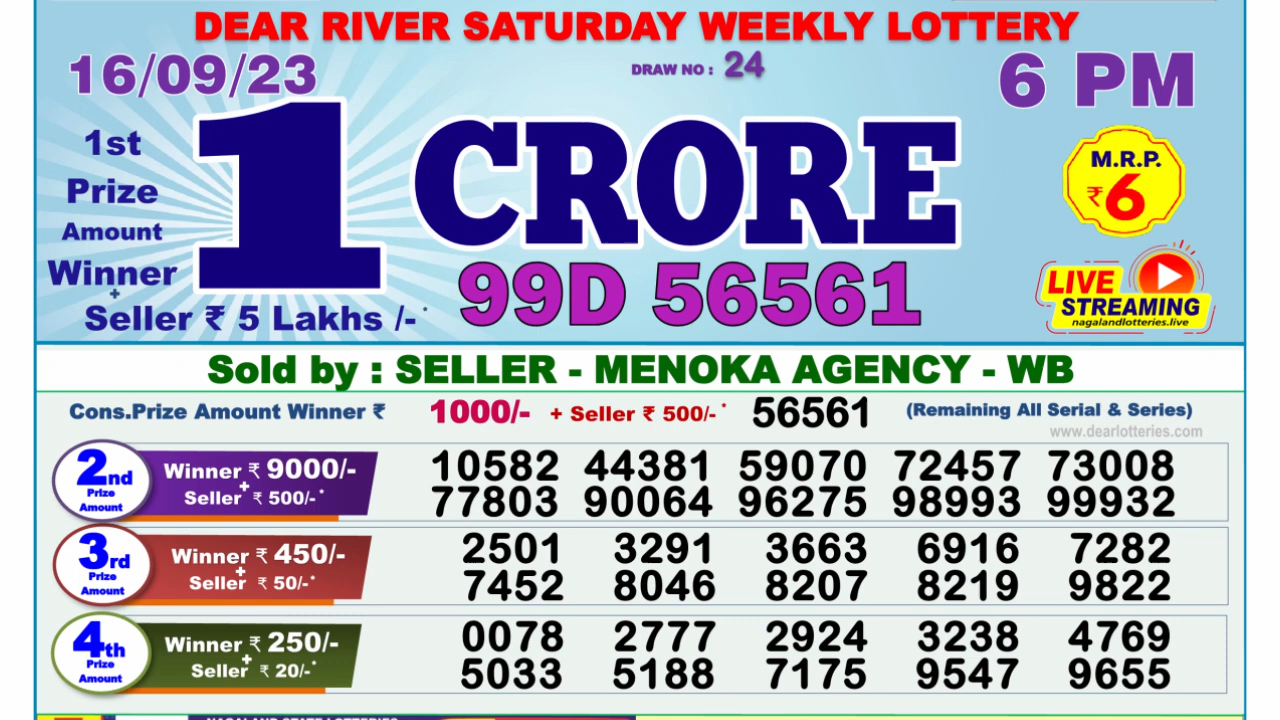 DEAR RIVER SATURDAY WEEKLY LOTTERY
16/09/23
DRAW NO : 24
6 PM
1st
Prize
Amount
Winner
+
Seller ₹ 5 Lakhs /- *
1 CRORE
99D 56561
M.R.P.
₹6
LIVE
STREAMING
nagalandlotteries.live
Sold by : SELLER - MENOKA AGENCY - WB
Cons.Prize Amount Winner ₹ 1000/- + Seller ₹ 500/- * 56561 (Remaining All Serial & Series)
www.dearlotteries.com
2nd
Prize
Amount
Winner ₹ 9000/-
+
Seller ₹ 500/- *
10582 44381 59070 72457 73008
77803 90064 96275 98993 99932
3rd
Prize
Amount
Winner ₹ 450/-
+
Seller ₹ 50/- *
2501 3291 3663 6916 7282
7452 8046 8207 8219 9822
4th
Prize
Amount
Winner ₹ 250/-
+
Seller ₹ 20/- *
0078 2777 2924 3238 4769
5033 5188 7175 9547 9655
NAGALAND STATE LOTTERIES